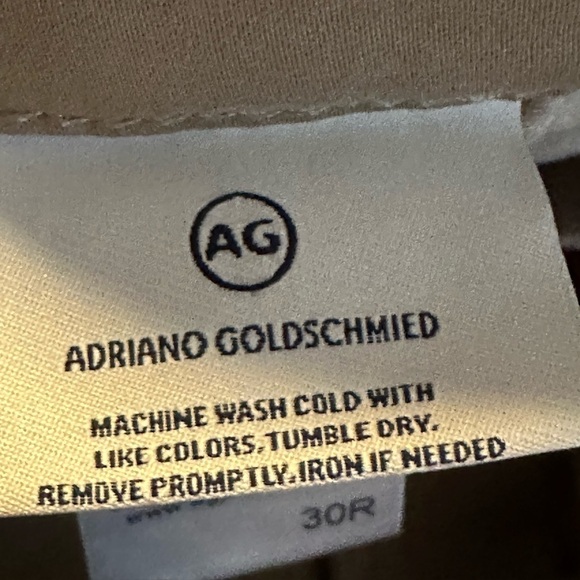 AG
ADRIANO GOLDSCHMIED
MACHINE WASH COLD WITH
LIKE COLORS.TUMBLE DRY.
REMOVE PROMPTLY.IRON IF NEEDED
30R